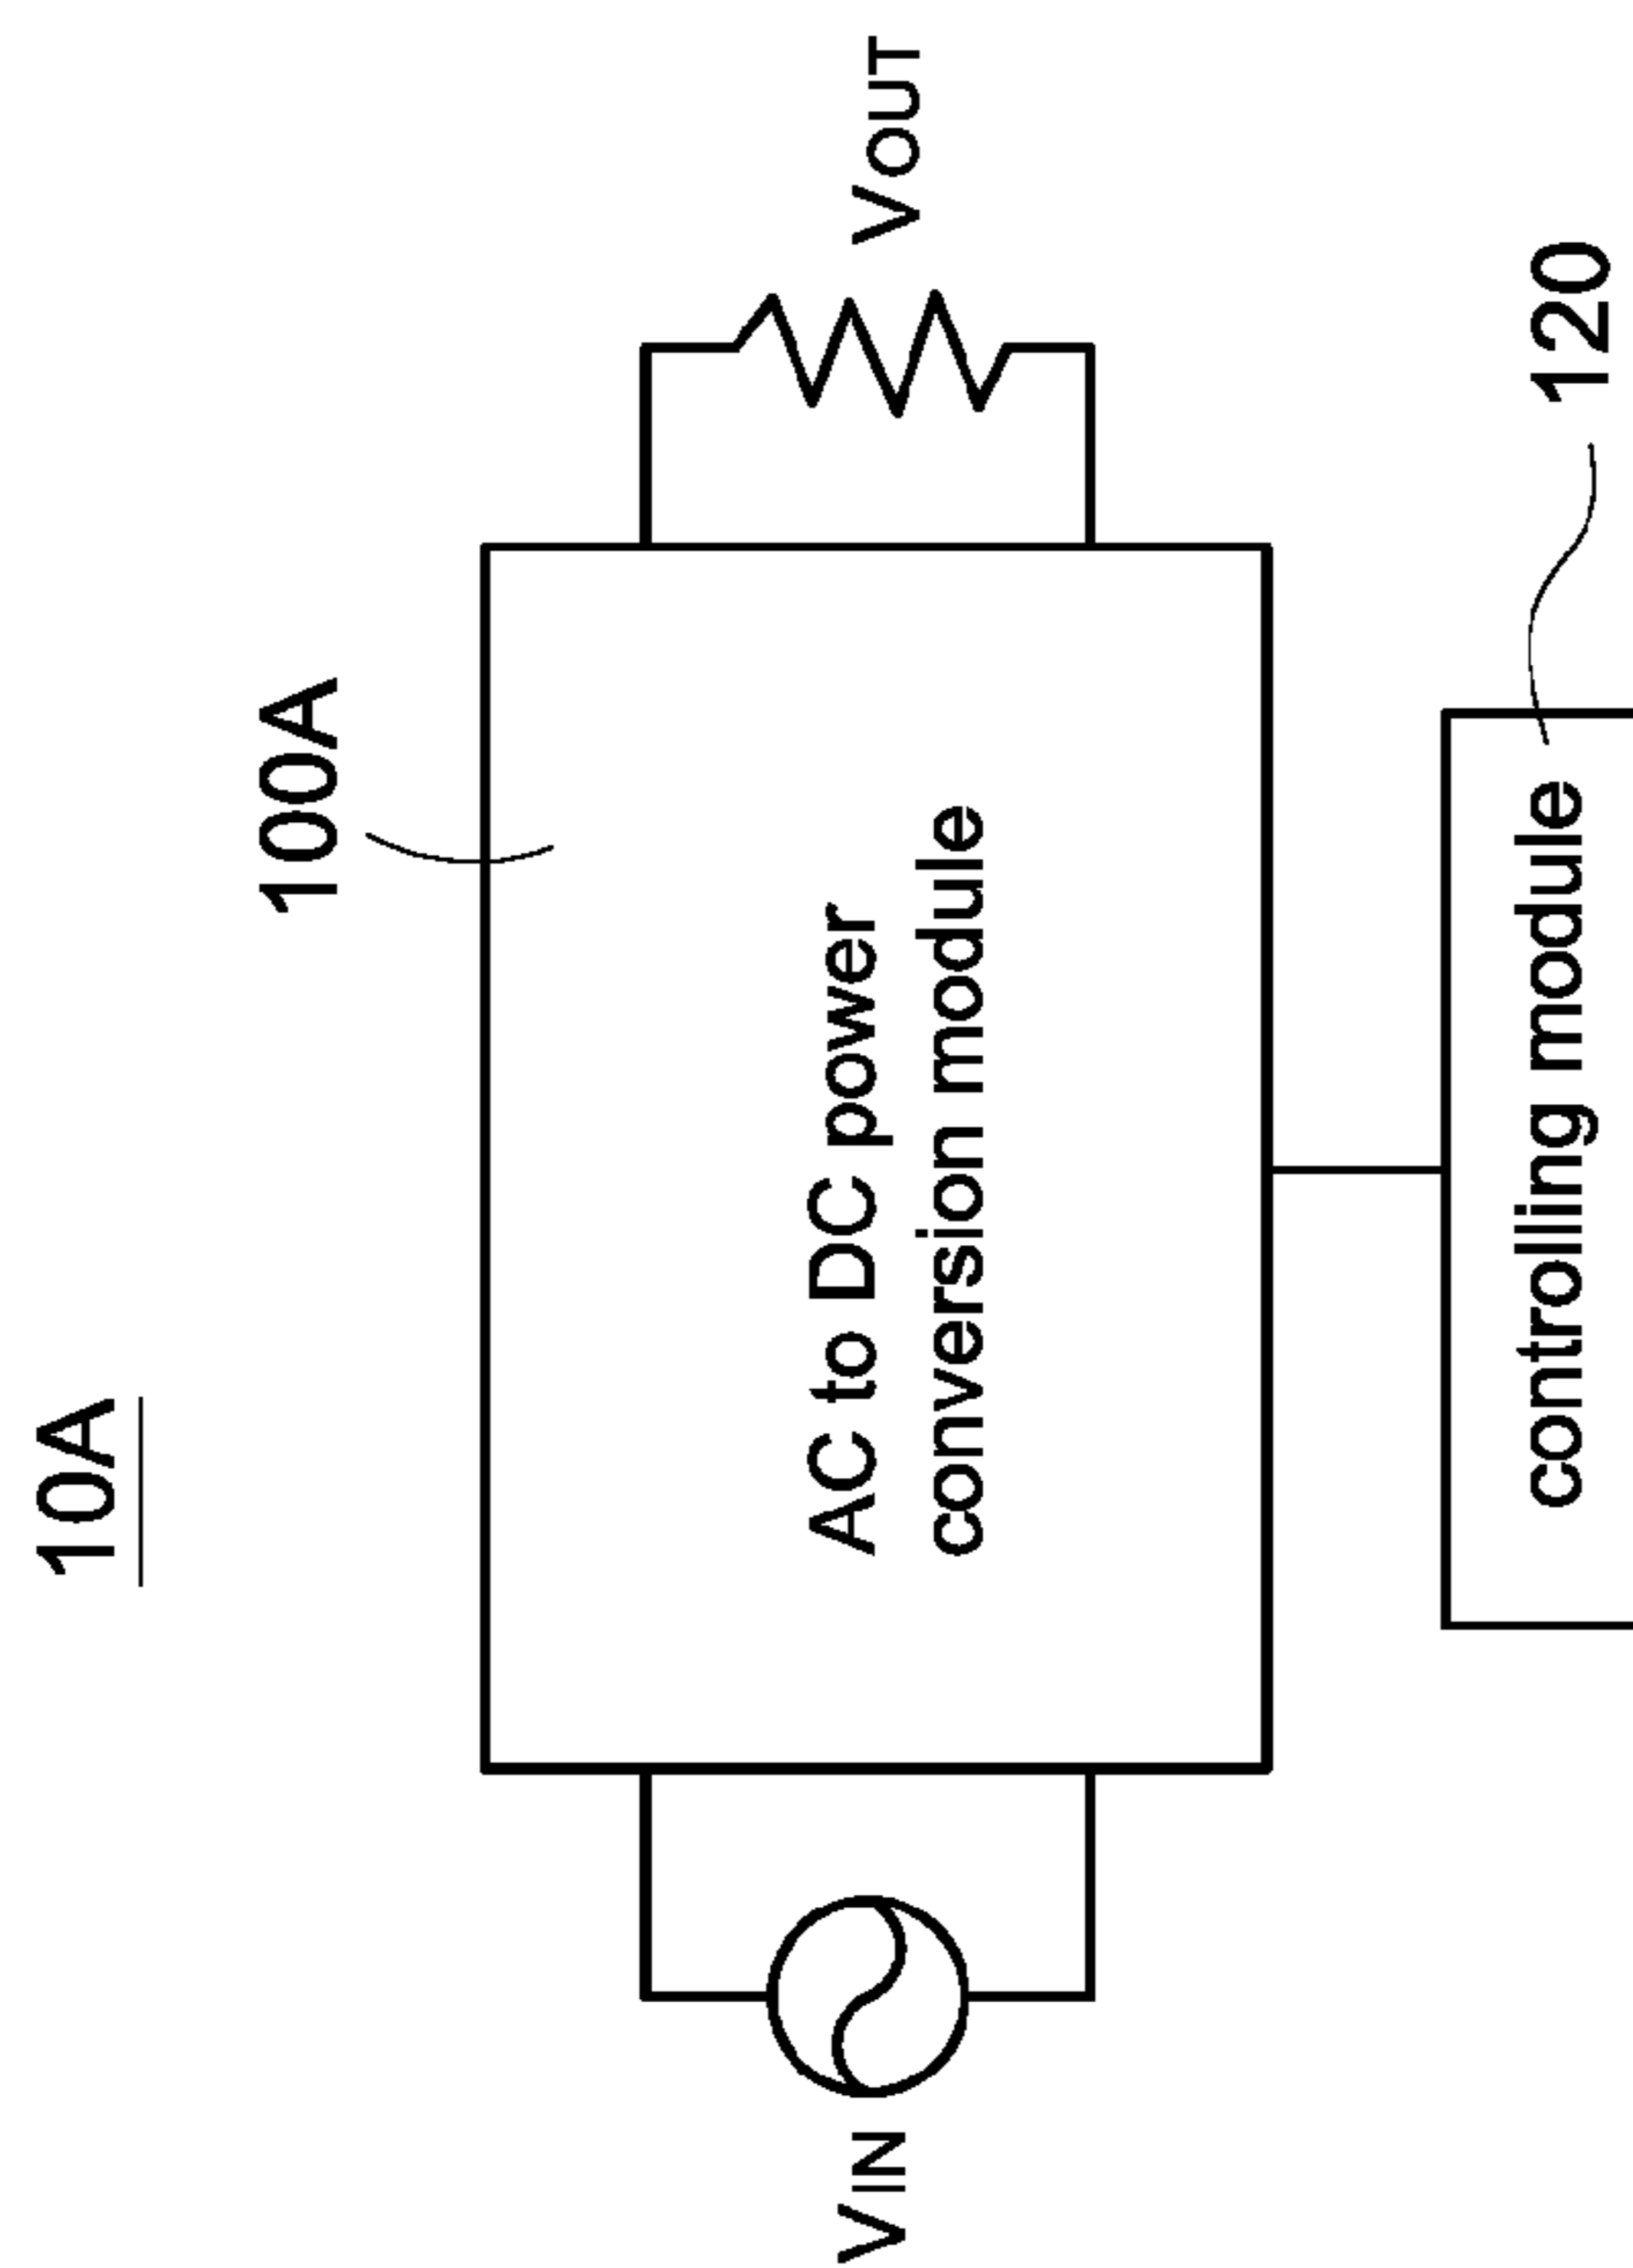 10A
100A
AC to DC power
conversion module
VIN
VOUT
controlling module
120